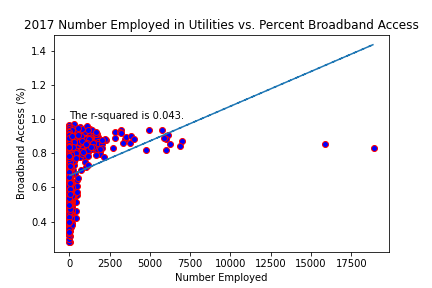 2017 Number Employed in Utilities vs. Percent Broadband Access
1.4
1.2
The r-squared is 0.043.
1.0
0.8
0.6
0.4
Broadband Access (%)
0 2500 5000 7500 10000 12500 15000 17500
Number Employed